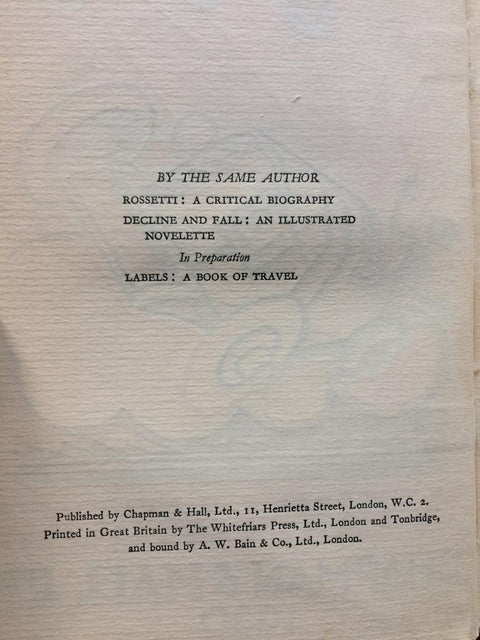 BY THE SAME AUTHOR
ROSSETTI: A CRITICAL BIOGRAPHY
DECLINE AND FALL: AN ILLUSTRATED
NOVELETTE
In Preparation
LABELS: A BOOK OF TRAVEL
Published by Chapman & Hall, Ltd., 11, Henrietta Street, London, W.C. 2.
Printed in Great Britain by The Whitefriars Press, Ltd., London and Tonbridge,
and bound by A. W. Bain & Co., Ltd., London.